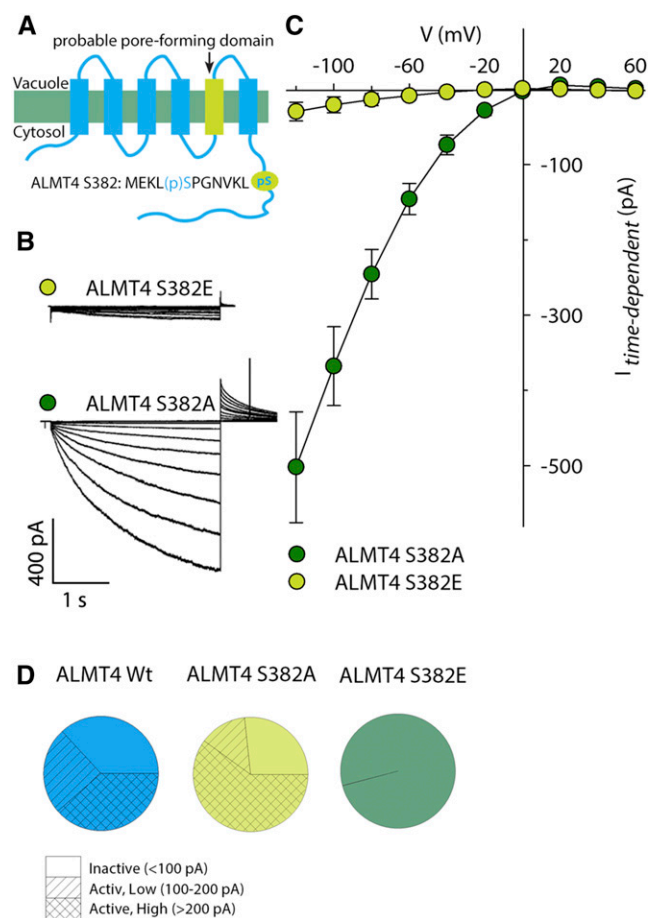 A
probable pore-forming domain
Vacuole
Cytosol
ALMT4 S382: MEKL(p)SPGNVKL
pS
B
ALMT4 S382E
ALMT4 S382A
400 pA
1 s
C
V (mV)
-100 -60 -20 20 60
-100
-300
-500
I time-dependent (pA)
ALMT4 S382A
ALMT4 S382E
D
ALMT4 Wt ALMT4 S382A ALMT4 S382E
Inactive (<100 pA)
Activ, Low (100-200 pA)
Active, High (>200 pA)